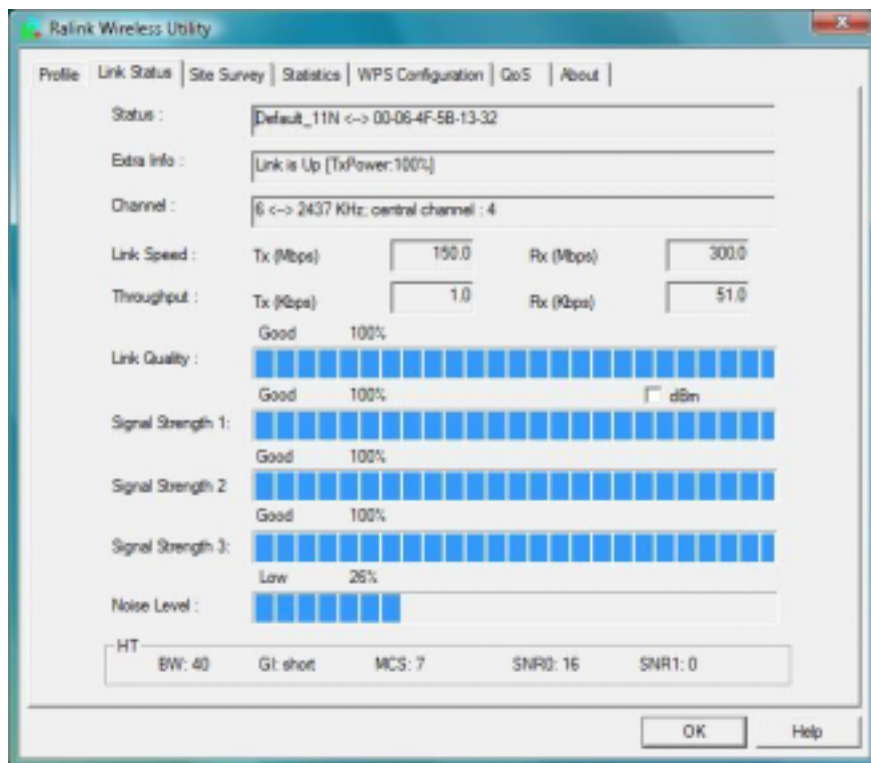 Ralink Wireless Utility
Profile Link Status Site Survey Statistics WPS Configuration QoS About
Status : Default_11N <--> 00-06-4F-5B-13-32
Extra Info : Link is Up [TxPower:100%]
Channel : 6 <--> 2437 KHz; central channel : 4
Link Speed : Tx (Mbps) 150.0 Rx (Mbps) 300.0
Throughput : Tx (Kbps) 1.0 Rx (Kbps) 51.0
Good 100%
Link Quality :
Good 100% dBm
Signal Strength 1:
Good 100%
Signal Strength 2
Good 100%
Signal Strength 3:
Low 26%
Noise Level :
HT
BW: 40 GI: short MCS: 7 SNR0: 16 SNR1: 0
OK Help